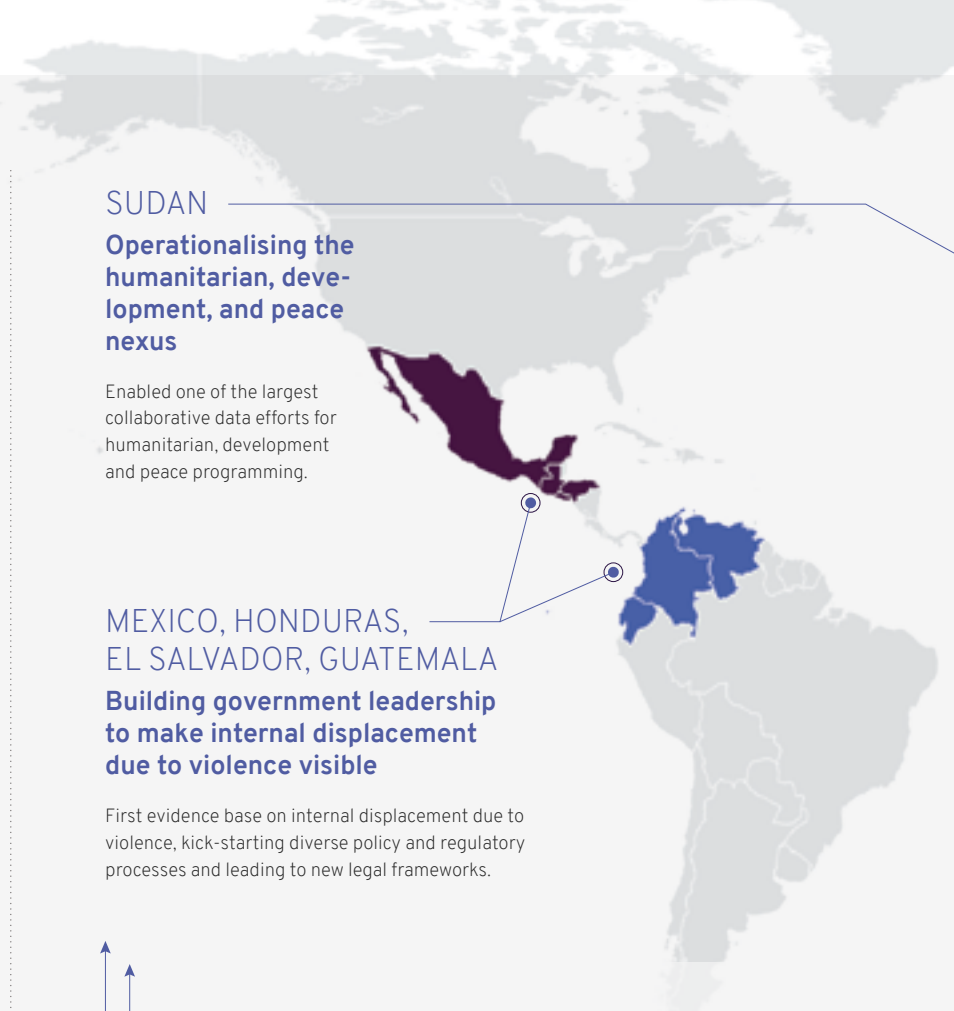 SUDAN
Operationalising the
humanitarian, deve-
lopment, and peace
nexus
Enabled one of the largest
collaborative data efforts for
humanitarian, development
and peace programming.
MEXICO, HONDURAS,
EL SALVADOR, GUATEMALA
Building government leadership
to make internal displacement
due to violence visible
First evidence base on internal displacement due to
violence, kick-starting diverse policy and regulatory
processes and leading to new legal frameworks.